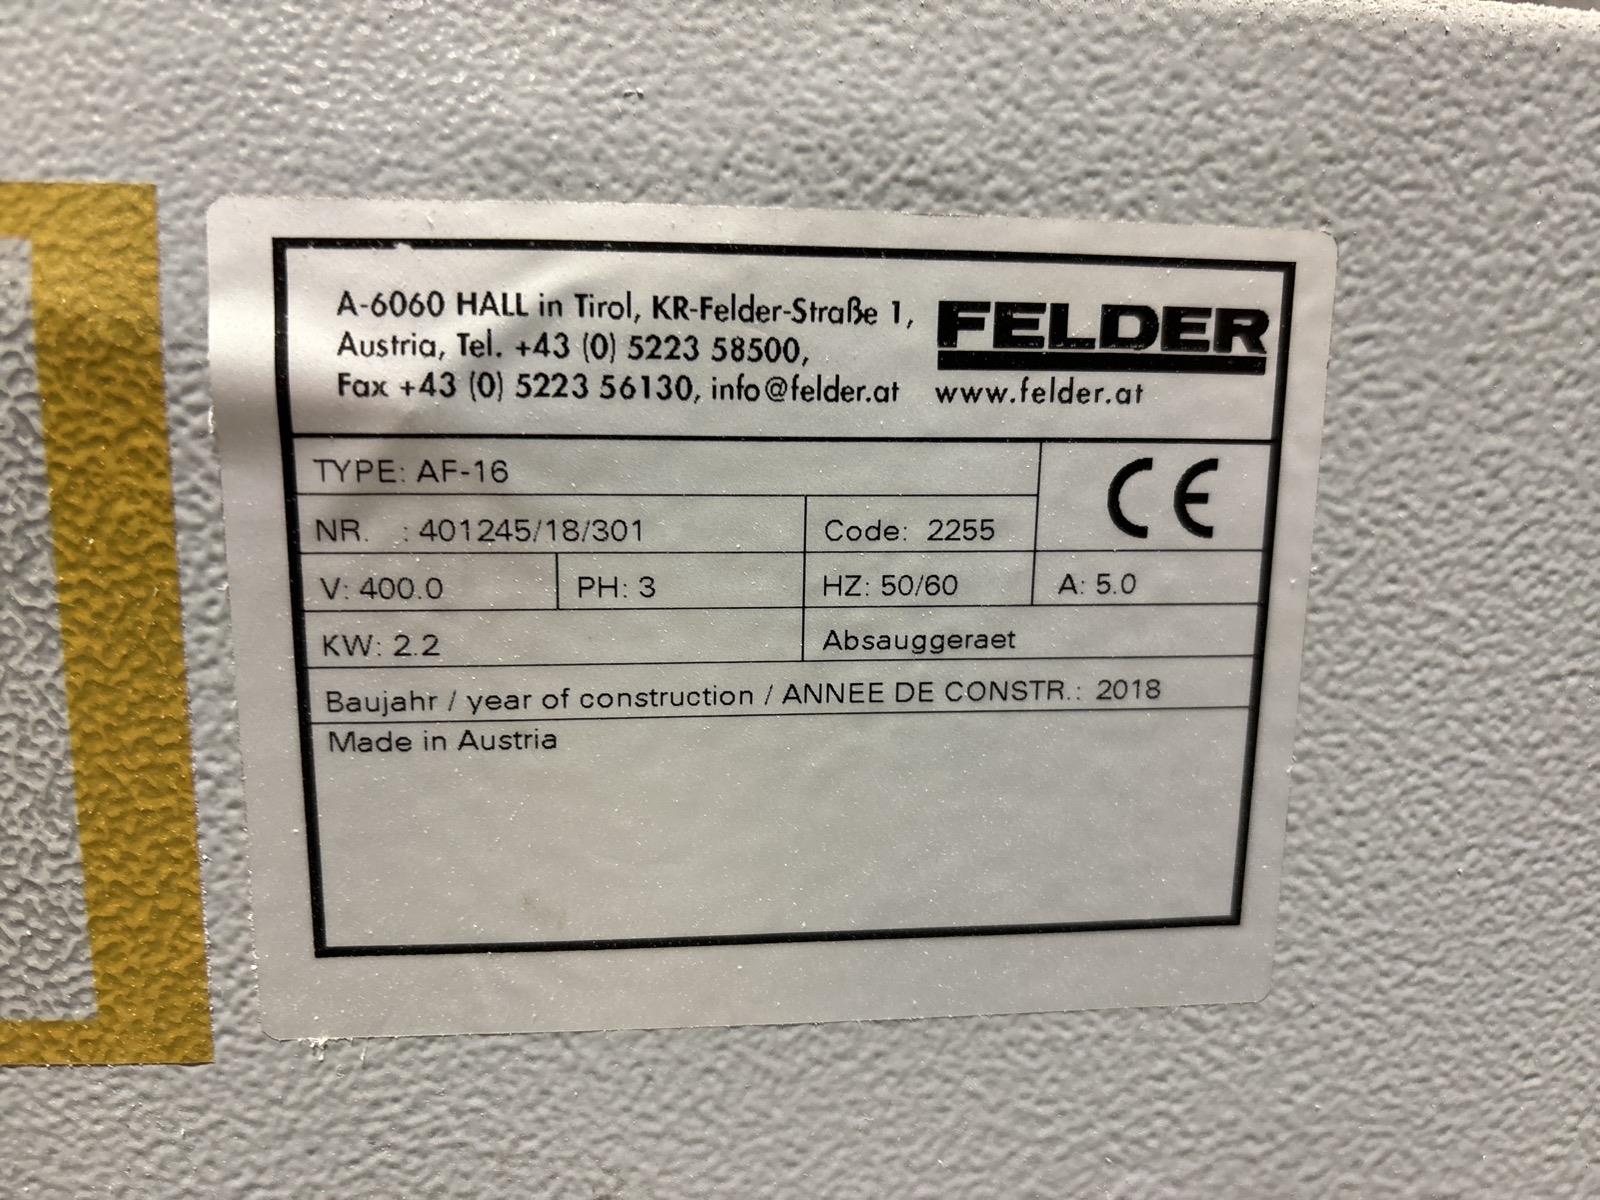 A-6060 HALL in Tirol, KR-Felder-Straße 1,
Austria, Tel. +43 (0) 5223 58500,
Fax +43 (0) 5223 56130, info@felder.at
FELDER
www.felder.at
TYPE: AF-16
CE
NR. : 401245/18/301 Code: 2255
V: 400.0 PH: 3 HZ: 50/60 A: 5.0
KW: 2.2 Absauggeraet
Baujahr / year of construction / ANNEE DE CONSTR.: 2018
Made in Austria